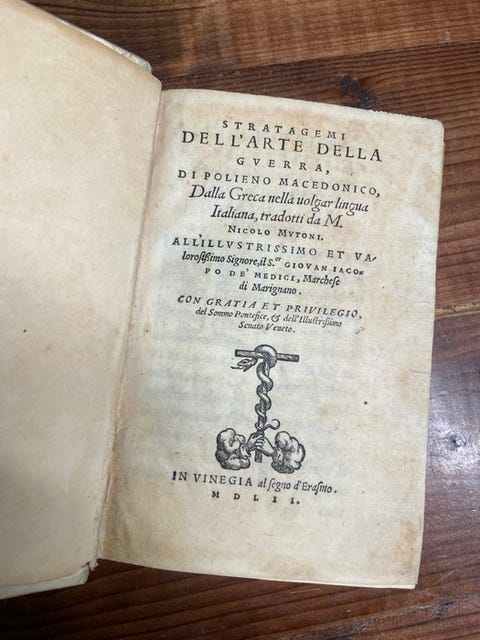 STRATAGEMI
DELL'ARTE DELLA
GVERRA,
DI POLIENO MACEDONICO,
Dalla Greca nella uolgar lingua
Italiana, tradotti da M.
NICOLO MVTONI.
ALL'ILLVSTRISSIMO ET VA-
lorosißimo Signore, il S.or GIOVAN IACO-
PO DE' MEDICI, Marchese
di Marignano.
CON GRATIA ET PRIVILEGIO,
del Sommo Pontefice, & dell'Illustrißimo
Senato Veneto.
IN VINEGIA al segno d'Erasmo.
MDLII.